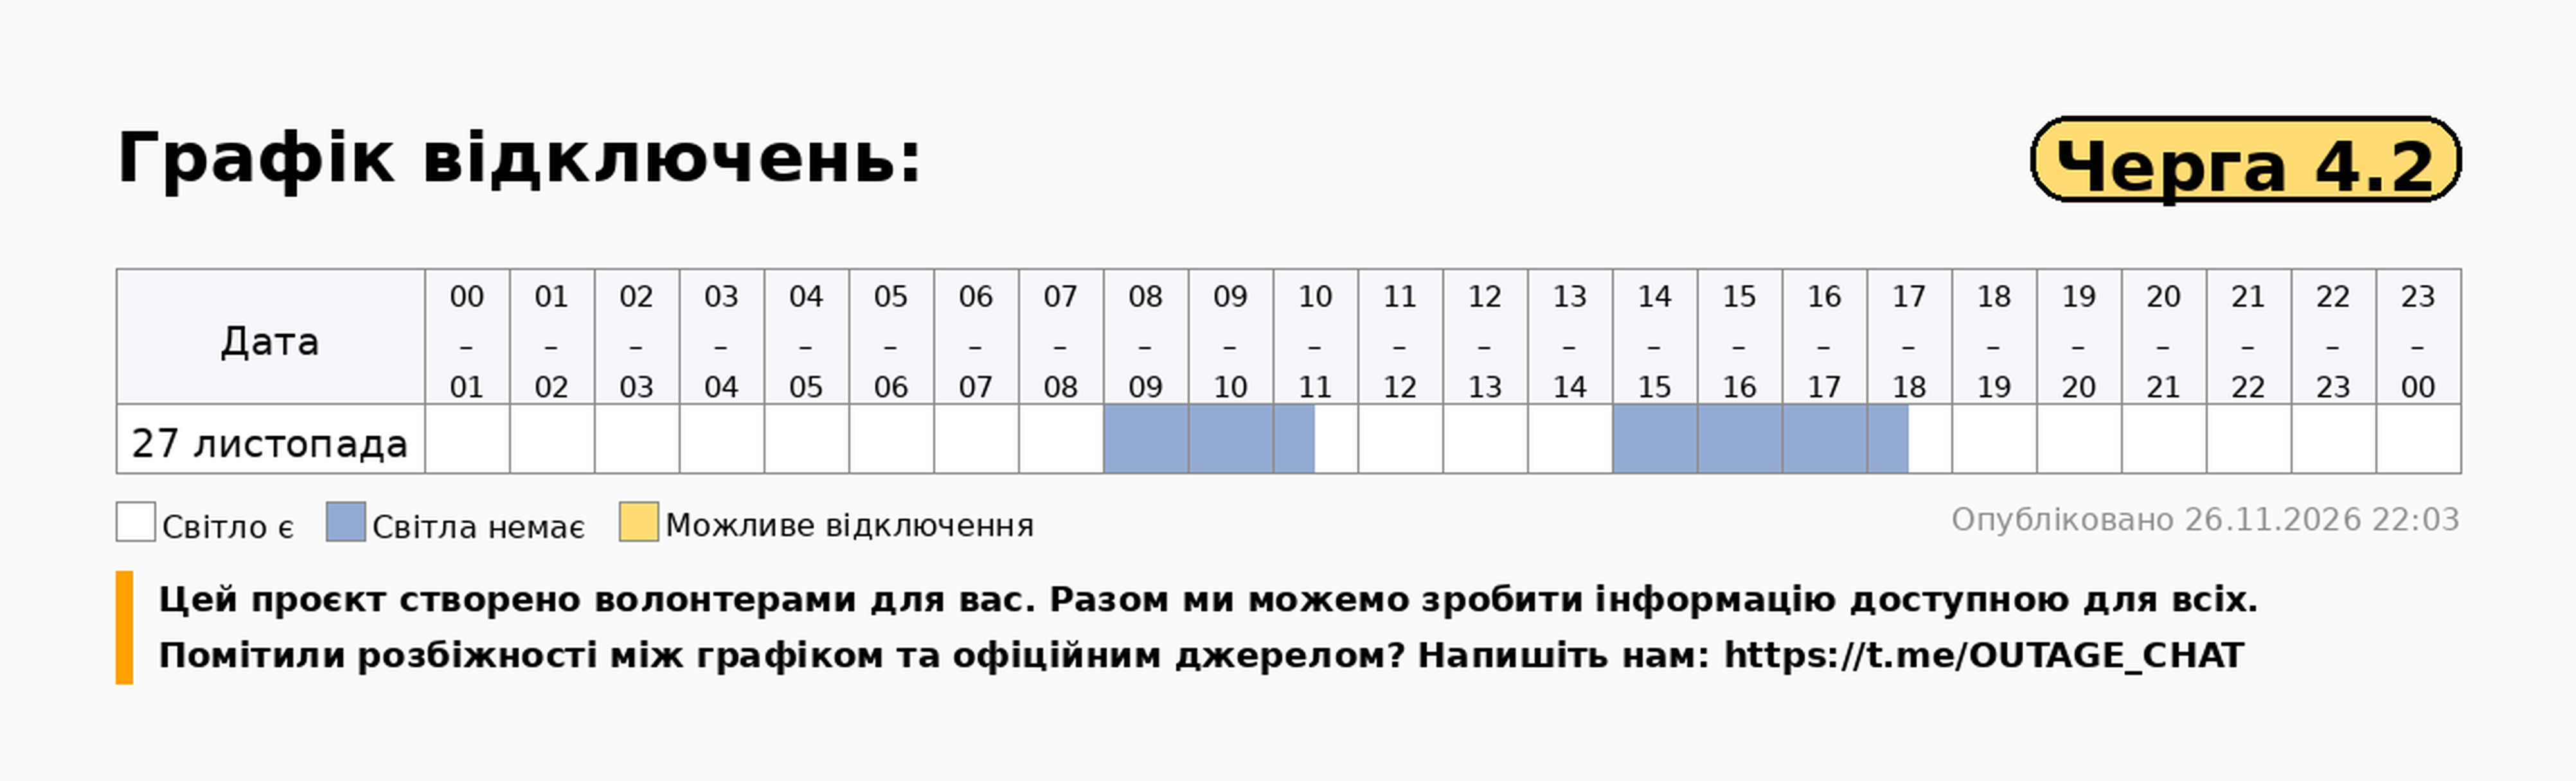 Графік відключень:
Черга 4.2
Дата
00 – 01
01 – 02
02 – 03
03 – 04
04 – 05
05 – 06
06 – 07
07 – 08
08 – 09
09 – 10
10 – 11
11 – 12
12 – 13
13 – 14
14 – 15
15 – 16
16 – 17
17 – 18
18 – 19
19 – 20
20 – 21
21 – 22
22 – 23
23 – 00
27 листопада
Світло є
Світла немає
Можливе відключення
Опубліковано 26.11.2026 22:03
Цей проєкт створено волонтерами для вас. Разом ми можемо зробити інформацію доступною для всіх.
Помітили розбіжності між графіком та офіційним джерелом? Напишіть нам: https://t.me/OUTAGE_CHAT